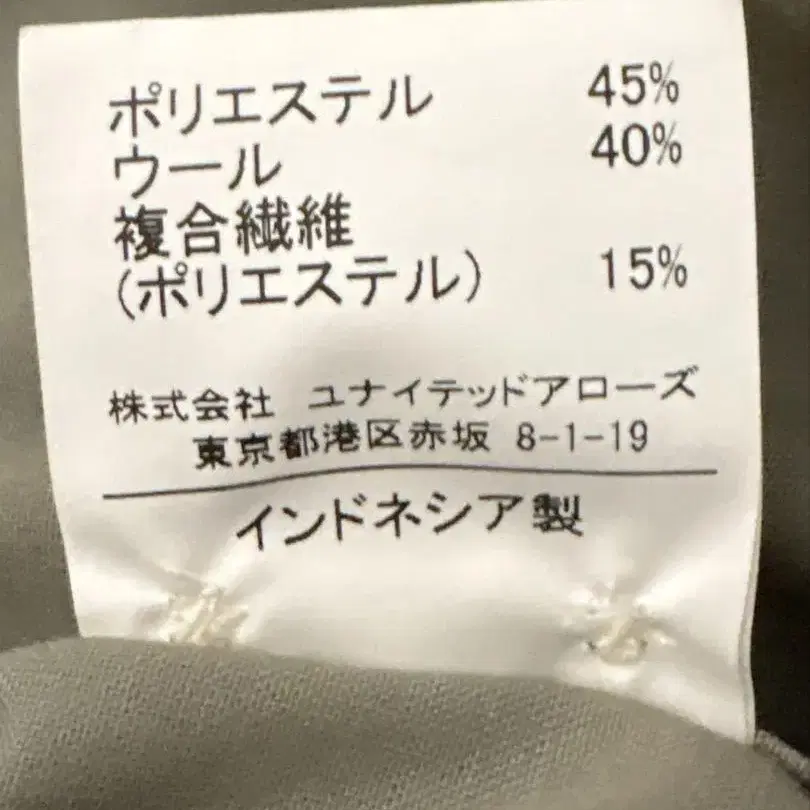 ポリエステル 45%
ウール 40%
複合繊維
(ポリエステル) 15%
株式会社 ユナイテッドアローズ
東京都港区赤坂 8-1-19
インドネシア製